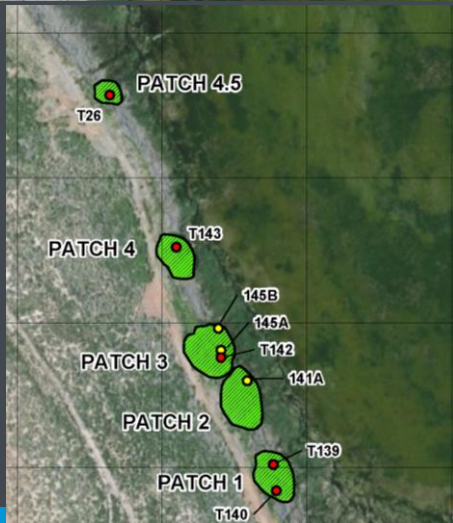 PATCH 4.5
T26
T143
PATCH 4
145B
145A
T142
PATCH 3
141A
PATCH 2
T139
PATCH 1
T140